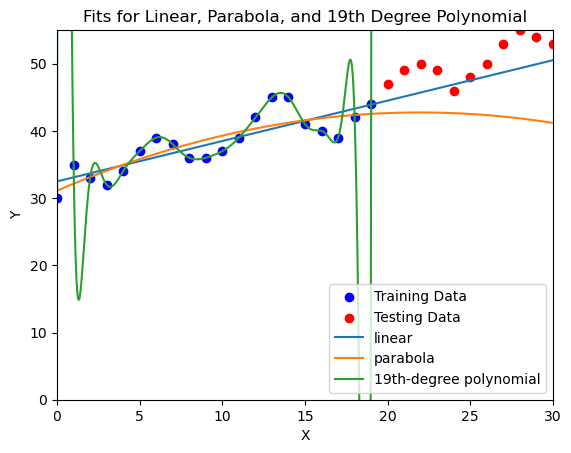 Fits for Linear, Parabola, and 19th Degree Polynomial
50
40
30
20
10
0
Y
0 5 10 15 20 25 30
X
Training Data
Testing Data
linear
parabola
19th-degree polynomial